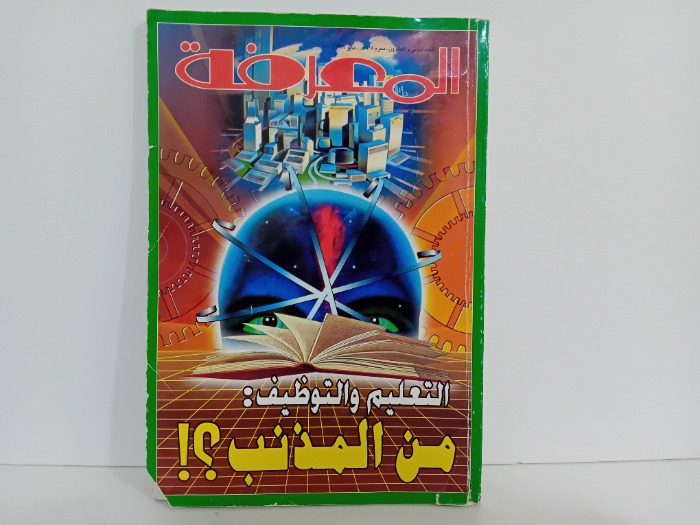 المعرفة
التعليم والتوظيف:
من المذنب ؟!